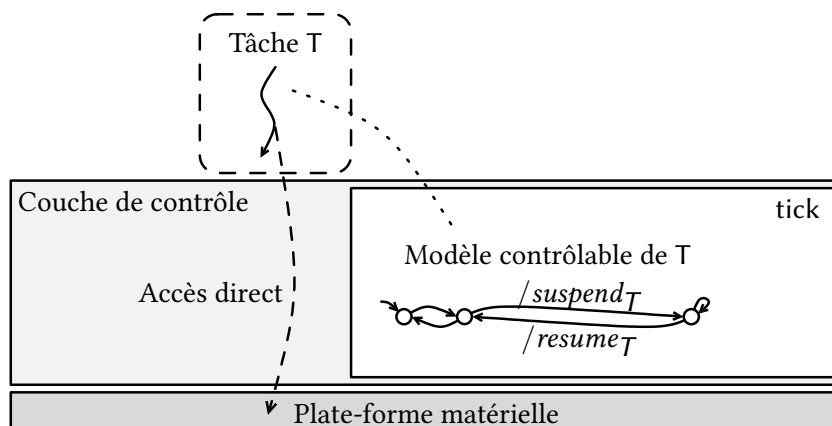 Tâche T
Couche de contrôle
tick
Modèle contrôlable de T
Accès direct
/suspend_T
/resume_T
Plate-forme matérielle